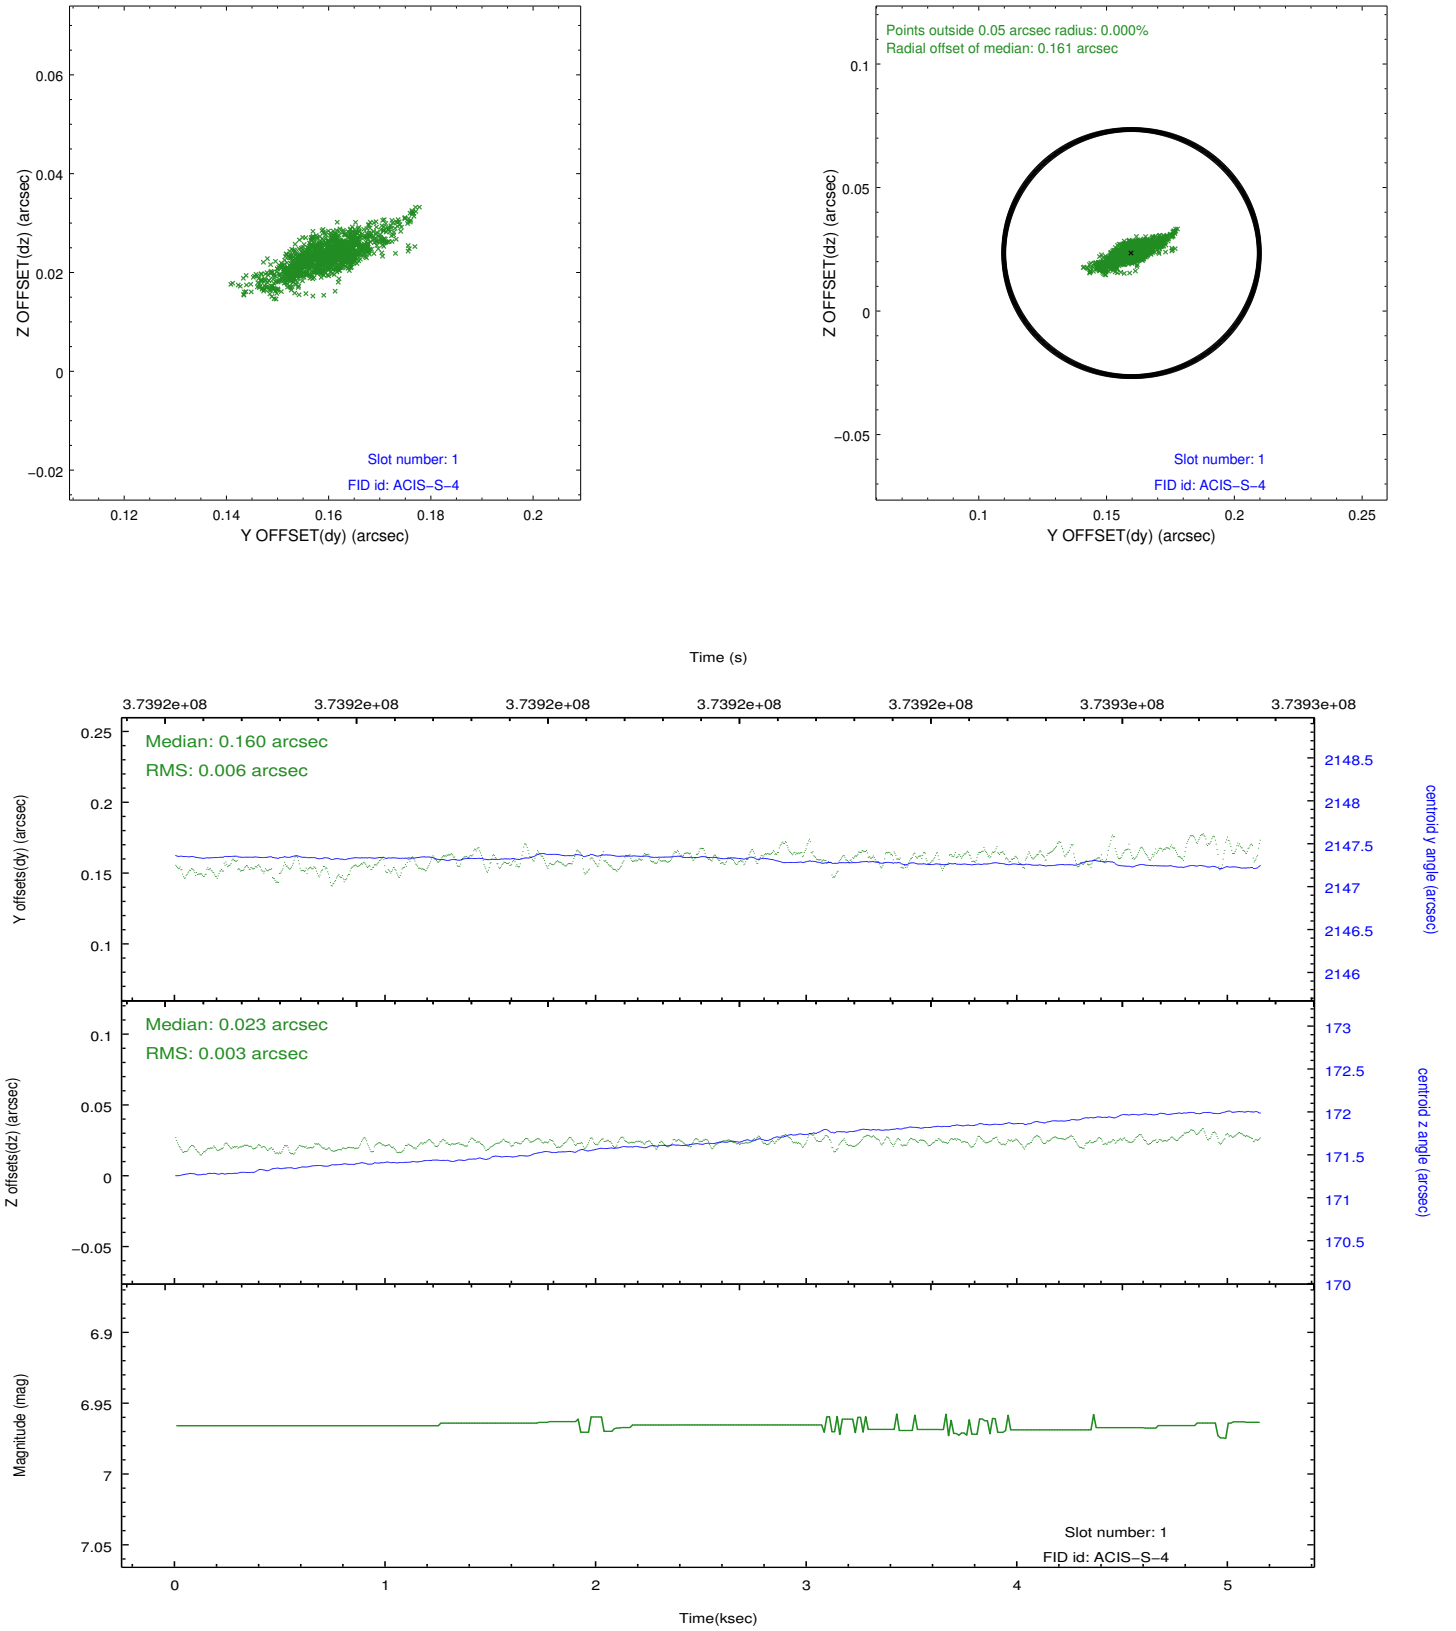 0.06
0.04
0.02
0
−0.02
Z OFFSET(dz) (arcsec)
Slot number: 1
FID id: ACIS−S−4
0.12 0.14 0.16 0.18 0.2
Y OFFSET(dy) (arcsec)
Points outside 0.05 arcsec radius: 0.000%
Radial offset of median: 0.161 arcsec
0.1
0.05
0
−0.05
Z OFFSET(dz) (arcsec)
Slot number: 1
FID id: ACIS−S−4
0.1 0.15 0.2 0.25
Y OFFSET(dy) (arcsec)
Time (s)
3.7392e+08 3.7392e+08 3.7392e+08 3.7392e+08 3.7392e+08 3.7393e+08 3.7393e+08
Median: 0.160 arcsec
RMS: 0.006 arcsec
0.25
0.2
0.15
0.1
Y offsets(dy) (arcsec)
2148.5
2148
2147.5
2147
2146.5
2146
centroid y angle (arcsec)
Median: 0.023 arcsec
RMS: 0.003 arcsec
0.1
0.05
0
−0.05
Z offsets(dz) (arcsec)
173
172.5
172
171.5
171
170.5
170
centroid z angle (arcsec)
6.9
6.95
7
7.05
Magnitude (mag)
Slot number: 1
FID id: ACIS−S−4
0 1 2 3 4 5
Time(ksec)